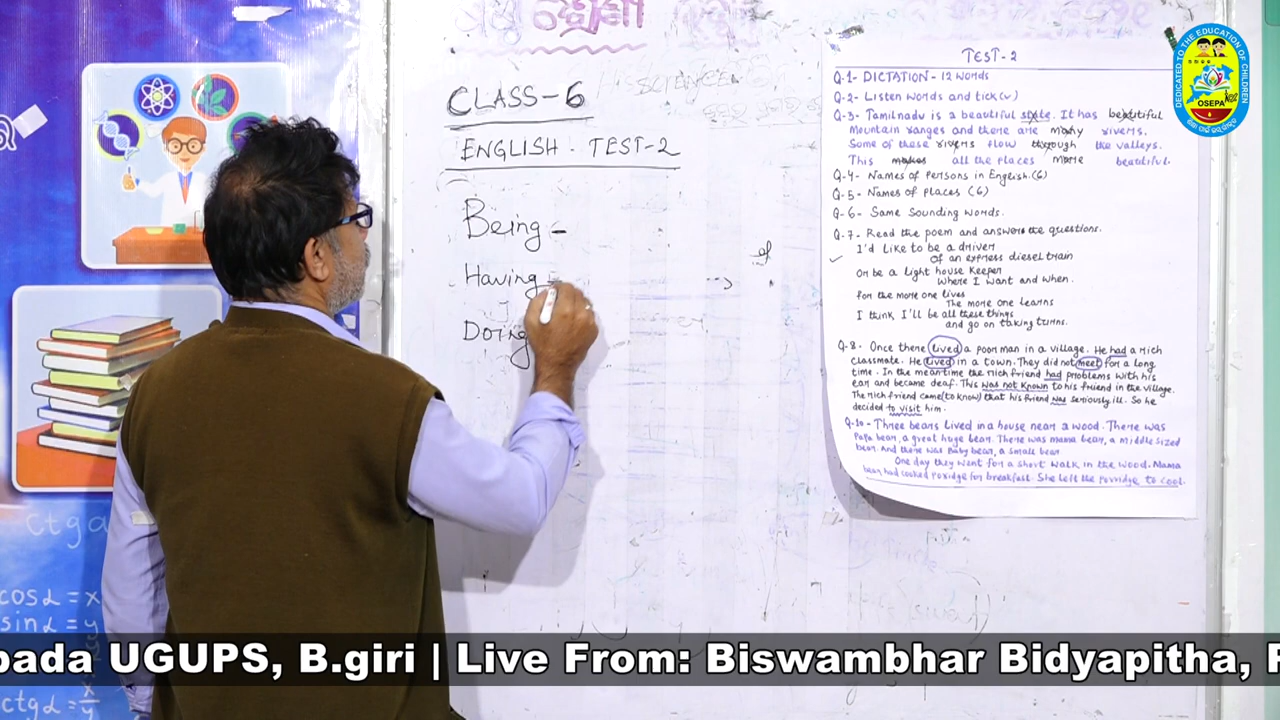 CLASS-6
science
ENGLISH - TEST-2
Being -
Having -
Doing
of
TEST-2
Q-1- DICTATION - 12 words
Q-2- Listen words and tick(✓)
Q-3- Tamilnadu is a beautiful state. It has beautiful
Mountain ranges and there are many rivers.
Some of these rivers flow through the valleys.
This makes all the places more beautiful.
Q-4- Names of persons in English.(6)
Q-5- Names of places (6)
Q-6- Same Sounding words.
Q-7- Read the poem and answers the questions.
I'd like to be a driver
of an express diesel train
Or be a light house keeper
Where I want and when.
For the more one lives
The more one learns
I think I'll be all these things
and go on taking turns.
Q-8- Once there lived a poor man in a village. He had a rich
classmate. He lived in a town. They did not meet for a long
time. In the meantime the rich friend had problems with his
ear and became deaf. This was not known to his friend in the village.
The rich friend came (to know) that his friend was seriously ill. So he
decided to visit him.
Q-10- Three bears lived in a house near a wood. There was
Papa bear, a great huge bear. There was mama bear, a middle sized
bear. And there was Baby bear, a small bear
One day they went for a short walk in the wood. Mama
bear had cooked porridge for breakfast. She left the porridge to cool.
DEDICATED TO THE EDUCATION OF CHILDREN
OSEPA
ctgα
cosα = x
sinα = y
ctgα = x/y
pada UGUPS, B.giri | Live From: Biswambhar Bidyapitha, P